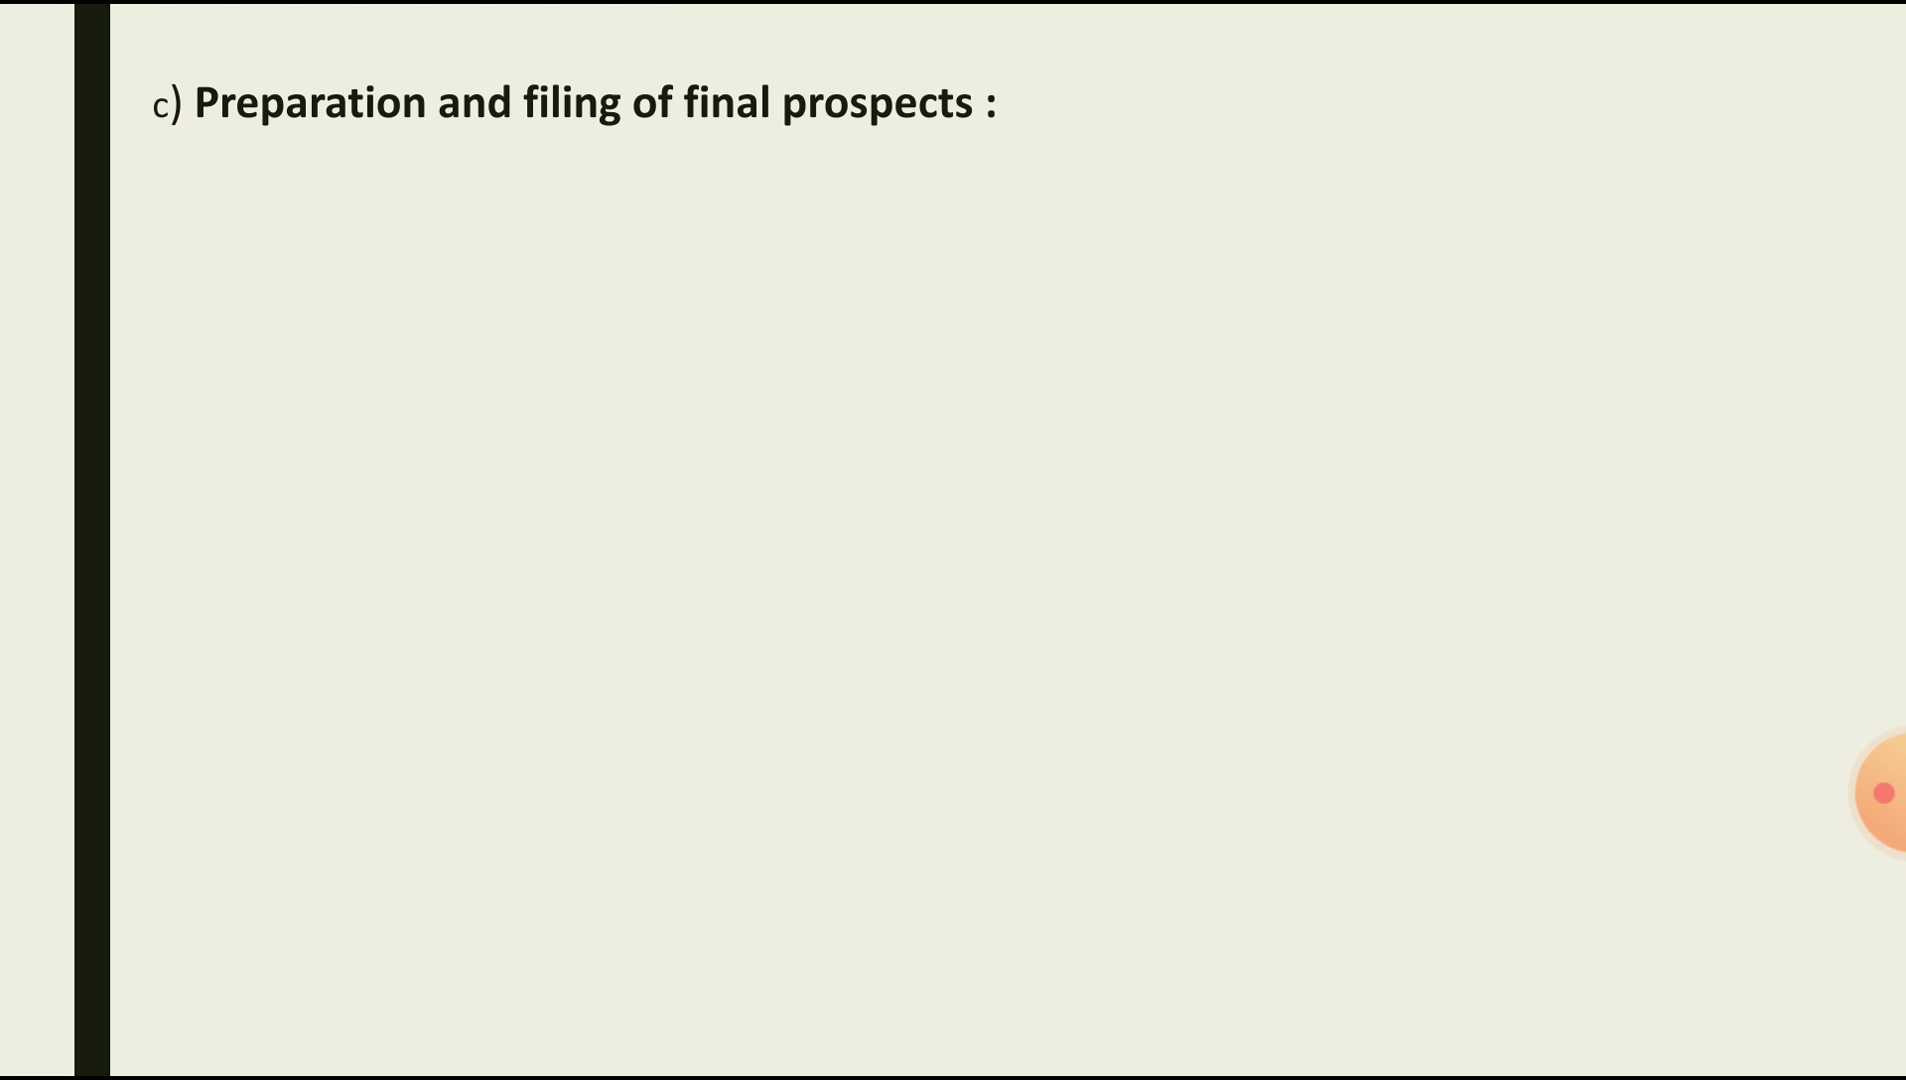 c) Preparation and filing of final prospects :